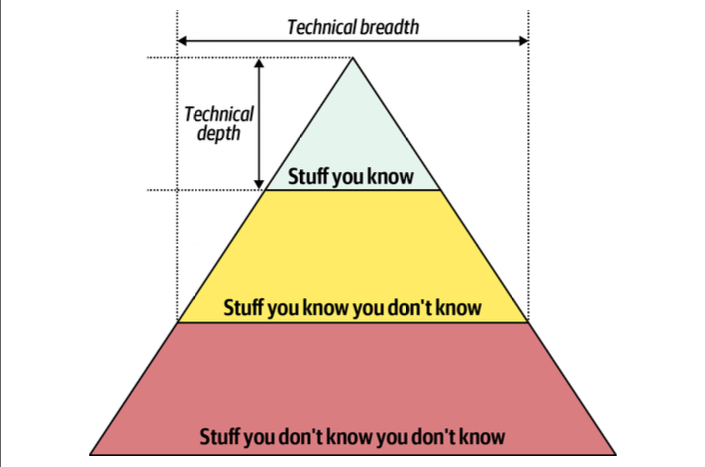 Technical breadth
Technical
depth
Stuff you know
Stuff you know you don't know
Stuff you don't know you don't know